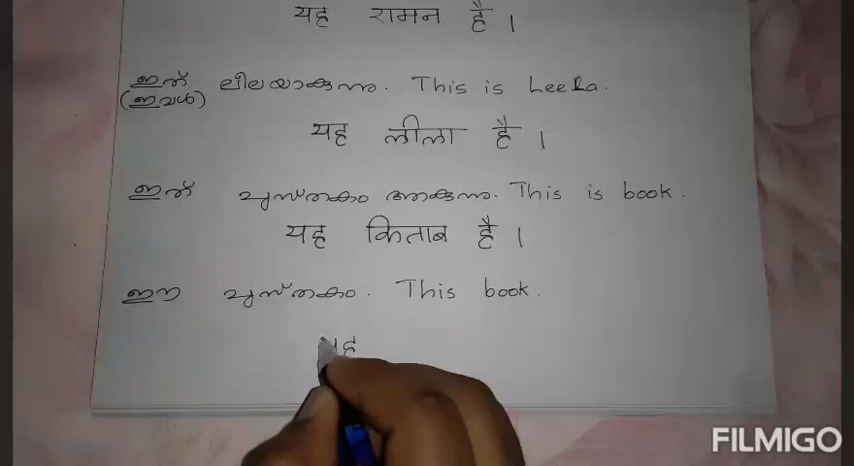 यह रामन है ।
ഇത് ലീലയാകുന്നു. This is Leela.
(ഇവൾ)
यह लीला है ।
ഇത് പുസ്തകം ആകുന്നു. This is book.
यह किताब है ।
ഈ പുസ്തകം. This book.
यह
FILMIGO